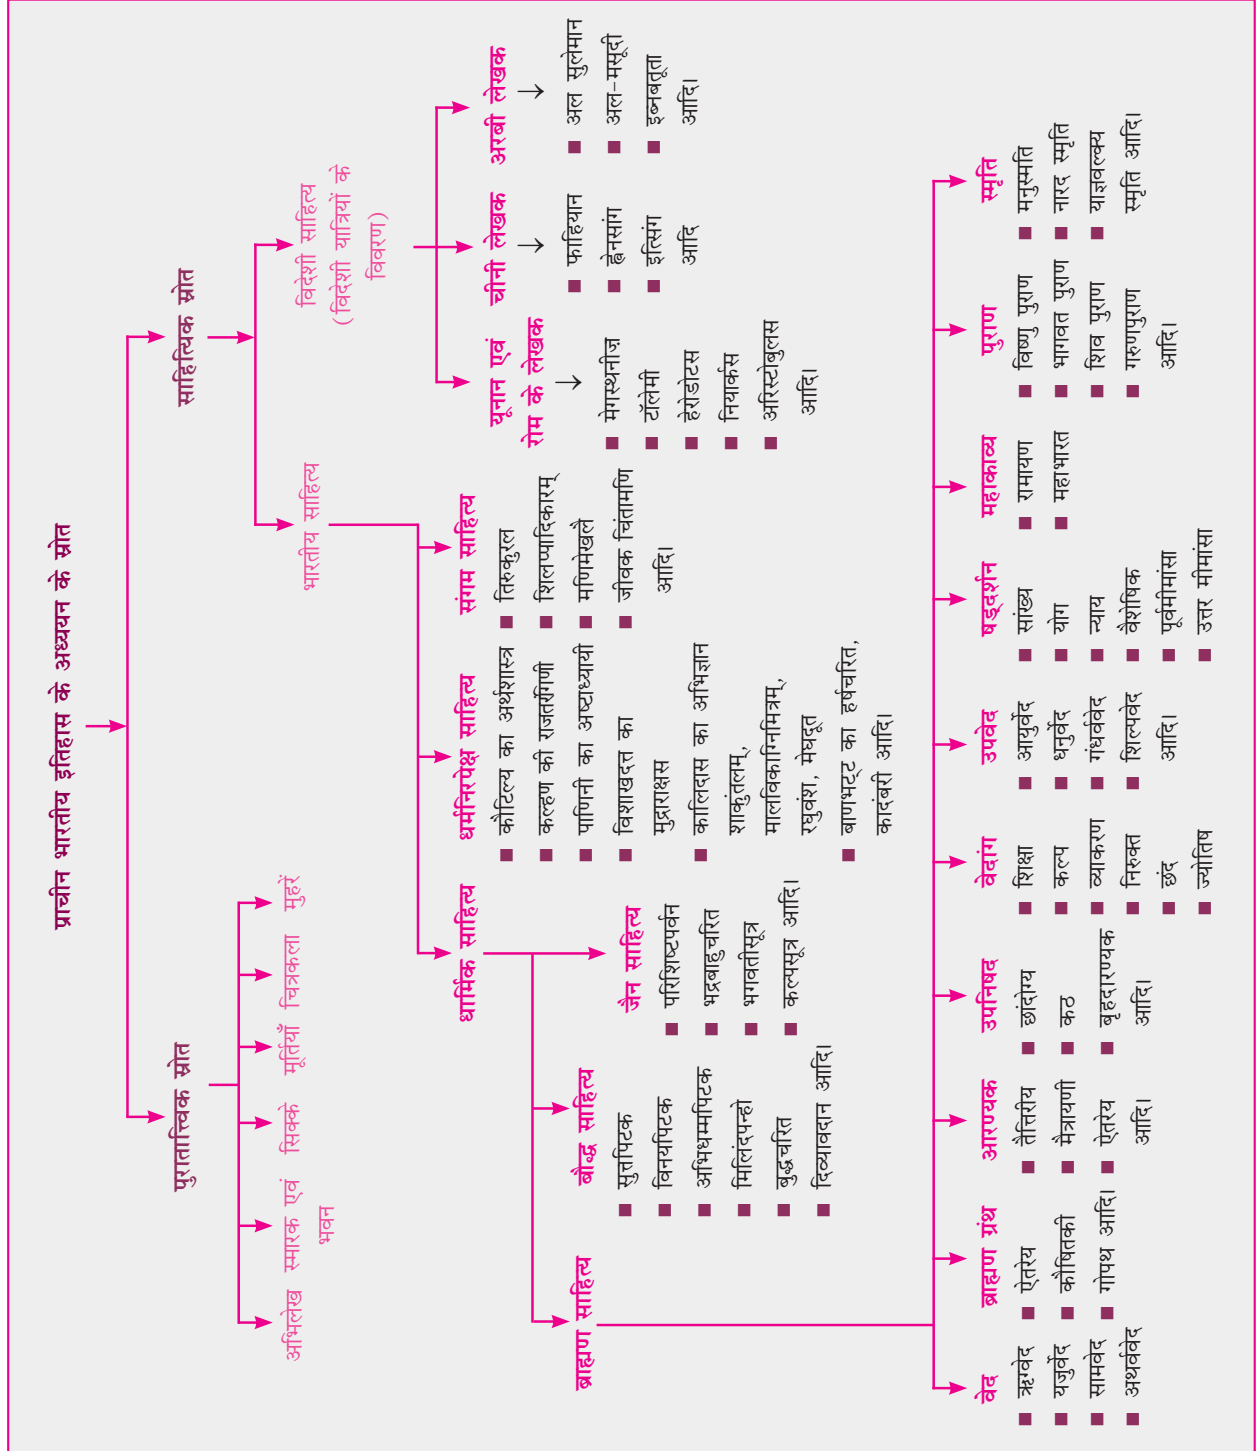 प्राचीन भारतीय इतिहास के अध्ययन के स्रोत
पुरातात्त्विक स्रोत
साहित्यिक स्रोत
अभिलेख
स्मारक एवं
भवन
सिक्के
मूर्तियाँ
चित्रकला
मुहरें
भारतीय साहित्य
विदेशी साहित्य
(विदेशी यात्रियों के
विवरण)
धार्मिक साहित्य
धर्मनिरपेक्ष साहित्य
■ कौटिल्य का अर्थशास्त्र
■ कल्हण की राजतरंगिणी
■ पाणिनी का अष्टाध्यायी
■ विशाखदत्त का
मुद्राराक्षस
■ कालिदास का अभिज्ञान
शाकुंतलम्,
मालविकाग्निमित्रम्,
रघुवंश, मेघदूत
■ बाणभट्ट का हर्षचरित,
कादंबरी आदि।
संगम साहित्य
■ तिरुकुरल
■ शिलप्पादिकारम्
■ मणिमेखलै
■ जीवक चिंतामणि
आदि।
यूनान एवं
रोम के लेखक
■ मेगस्थनीज़
■ टॉलेमी
■ हेरोडोटस
■ नियार्कस
■ अरिस्टोबुलस
आदि।
चीनी लेखक
■ फाहियान
■ ह्वेनसांग
■ इत्सिंग
आदि
अरबी लेखक
■ अल सुलेमान
■ अल-मसूदी
■ इब्नबतूता
आदि।
ब्राह्मण साहित्य
बौद्ध साहित्य
■ सुत्तपिटक
■ विनयपिटक
■ अभिधम्मपिटक
■ मिलिंदपन्हो
■ बुद्धचरित
■ दिव्यावदान आदि।
जैन साहित्य
■ परिशिष्टपर्वन
■ भद्रबाहुचरित
■ भगवतीसूत्र
■ कल्पसूत्र आदि।
वेद
■ ऋग्वेद
■ यजुर्वेद
■ सामवेद
■ अथर्ववेद
ब्राह्मण ग्रंथ
■ ऐतरेय
■ कौषितकी
■ गोपथ आदि।
आरण्यक
■ तैत्तिरीय
■ मैत्रायणी
■ ऐतरेय
आदि।
उपनिषद
■ छांदोग्य
■ कठ
■ बृहदारण्यक
आदि।
वेदांग
■ शिक्षा
■ कल्प
■ व्याकरण
■ निरुक्त
■ छंद
■ ज्योतिष
उपवेद
■ आयुर्वेद
■ धनुर्वेद
■ गंधर्ववेद
■ शिल्पवेद
आदि।
षड्दर्शन
■ सांख्य
■ योग
■ न्याय
■ वैशेषिक
■ पूर्वमीमांसा
■ उत्तर मीमांसा
महाकाव्य
■ रामायण
■ महाभारत
पुराण
■ विष्णु पुराण
■ भागवत पुराण
■ शिव पुराण
■ गरुणपुराण
आदि।
स्मृति
■ मनुस्मति
■ नारद स्मृति
■ याज्ञवल्क्य
स्मृति आदि।